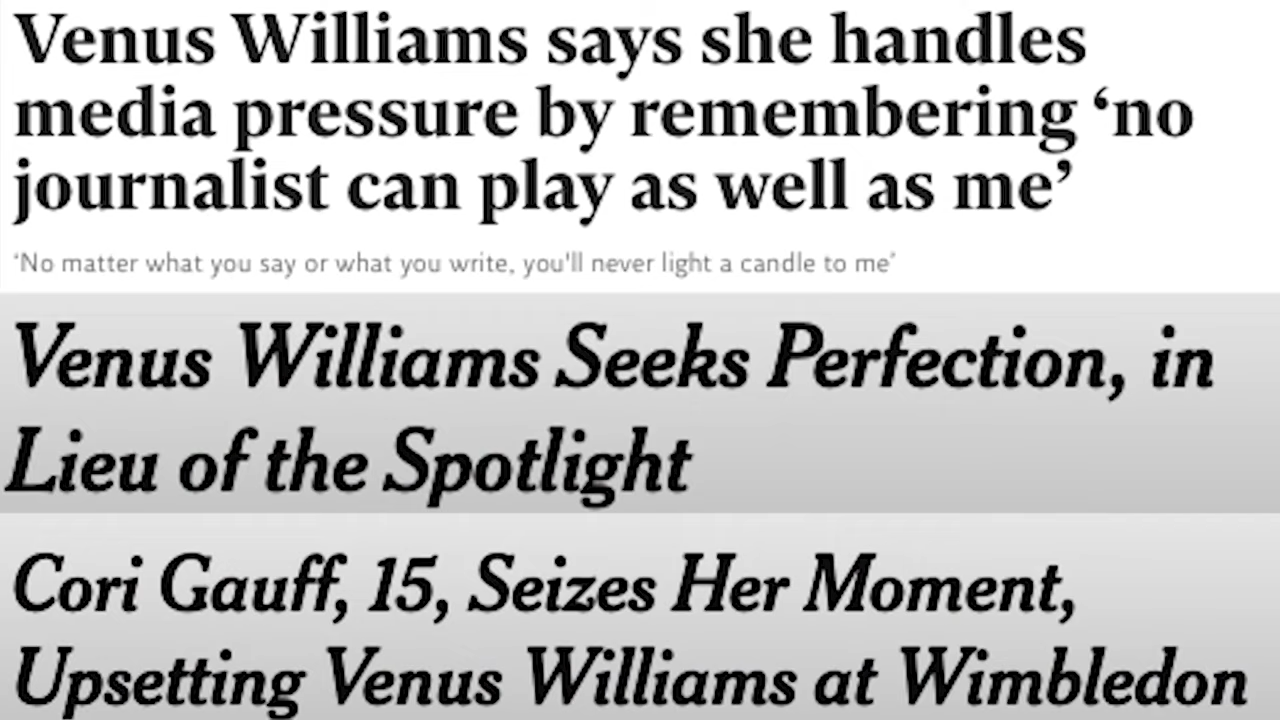 Venus Williams says she handles
media pressure by remembering ‘no
journalist can play as well as me’
‘No matter what you say or what you write, you'll never light a candle to me’
Venus Williams Seeks Perfection, in
Lieu of the Spotlight
Cori Gauff, 15, Seizes Her Moment,
Upsetting Venus Williams at Wimbledon